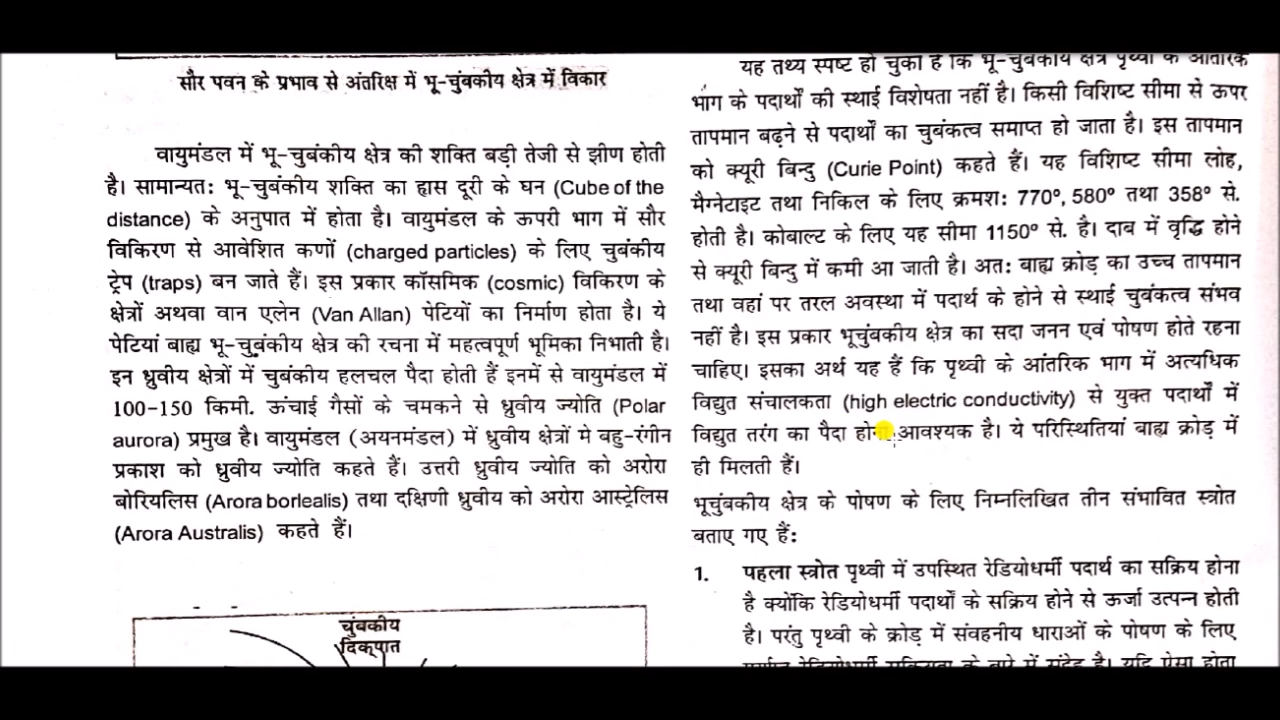 सौर पवन के प्रभाव से अंतरिक्ष में भू-चुंबकीय क्षेत्र में विकार
वायुमंडल में भू-चुबंकीय क्षेत्र की शक्ति बड़ी तेजी से झीण होती
है। सामान्यत: भू-चुबंकीय शक्ति का ह्रास दूरी के घन (Cube of the
distance) के अनुपात में होता है। वायुमंडल के ऊपरी भाग में सौर
विकिरण से आवेशित कणों (charged particles) के लिए चुबंकीय
ट्रेप (traps) बन जाते हैं। इस प्रकार कॉसमिक (cosmic) विकिरण के
क्षेत्रों अथवा वान एलेन (Van Allan) पेटियों का निर्माण होता है। ये
पेटियां बाह्य भू-चुबंकीय क्षेत्र की रचना में महत्वपूर्ण भूमिका निभाती है।
इन ध्रुवीय क्षेत्रों में चुबंकीय हलचल पैदा होती हैं इनमें से वायुमंडल में
100-150 किमी. ऊंचाई गैसों के चमकने से ध्रुवीय ज्योति (Polar
aurora) प्रमुख है। वायुमंडल (अयनमंडल) में ध्रुवीय क्षेत्रों मे बहु-रंगीन
प्रकाश को ध्रुवीय ज्योति कहते हैं। उत्तरी ध्रुवीय ज्योति को अरोरा
बोरियलिस (Arora borlealis) तथा दक्षिणी ध्रुवीय को अरोरा आस्ट्रेलिस
(Arora Australis) कहते हैं।
चुंबकीय
दिक्पात
यह तथ्य स्पष्ट हो चुका है कि भू-चुबंकीय क्षेत्र पृथ्वी के आंतरिक
भाग के पदार्थो की स्थाई विशेषता नहीं है। किसी विशिष्ट सीमा से ऊपर
तापमान बढ़ने से पदार्थों का चुबंकत्व समाप्त हो जाता है। इस तापमान
को क्यूरी बिन्दु (Curie Point) कहते हैं। यह विशिष्ट सीमा लोह,
मैग्नेटाइट तथा निकिल के लिए क्रमश: 770°, 580° तथा 358° से.
होती है। कोबाल्ट के लिए यह सीमा 1150° से. है। दाब में वृद्धि होने
से क्यूरी बिन्दु में कमी आ जाती है। अत: बाह्य क्रोड़ का उच्च तापमान
तथा वहां पर तरल अवस्था में पदार्थ के होने से स्थाई चुबंकत्व संभव
नहीं है। इस प्रकार भूचुंबकीय क्षेत्र का सदा जनन एवं पोषण होते रहना
चाहिए। इसका अर्थ यह हैं कि पृथ्वी के आंतरिक भाग में अत्यधिक
विद्युत संचालकता (high electric conductivity) से युक्त पदार्थों में
विद्युत तरंग का पैदा होना आवश्यक है। ये परिस्थितियां बाह्य क्रोड़ में
ही मिलती हैं।
भूचुंबकीय क्षेत्र के पोषण के लिए निम्नलिखित तीन संभावित स्त्रोत
बताए गए हैं:
1. पहला स्त्रोत पृथ्वी में उपस्थित रेडियोधर्मी पदार्थ का सक्रिय होना
है क्योंकि रेडियोधर्मी पदार्थों के सक्रिय होने से ऊर्जा उत्पन्न होती
है। परंतु पृथ्वी के क्रोड़ में संवहनीय धाराओं के पोषण के लिए
रेडियोधर्मी के बारे में संदेह है। यदि ऐसा होता